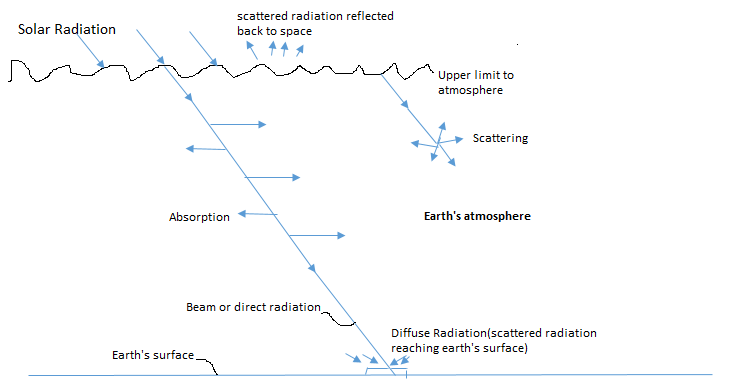 Solar Radiation
scattered radiation reflected
back to space
Upper limit to
atmosphere
Scattering
Absorption
Earth's atmosphere
Beam or direct radiation
Diffuse Radiation(scattered radiation
reaching earth's surface)
Earth's surface